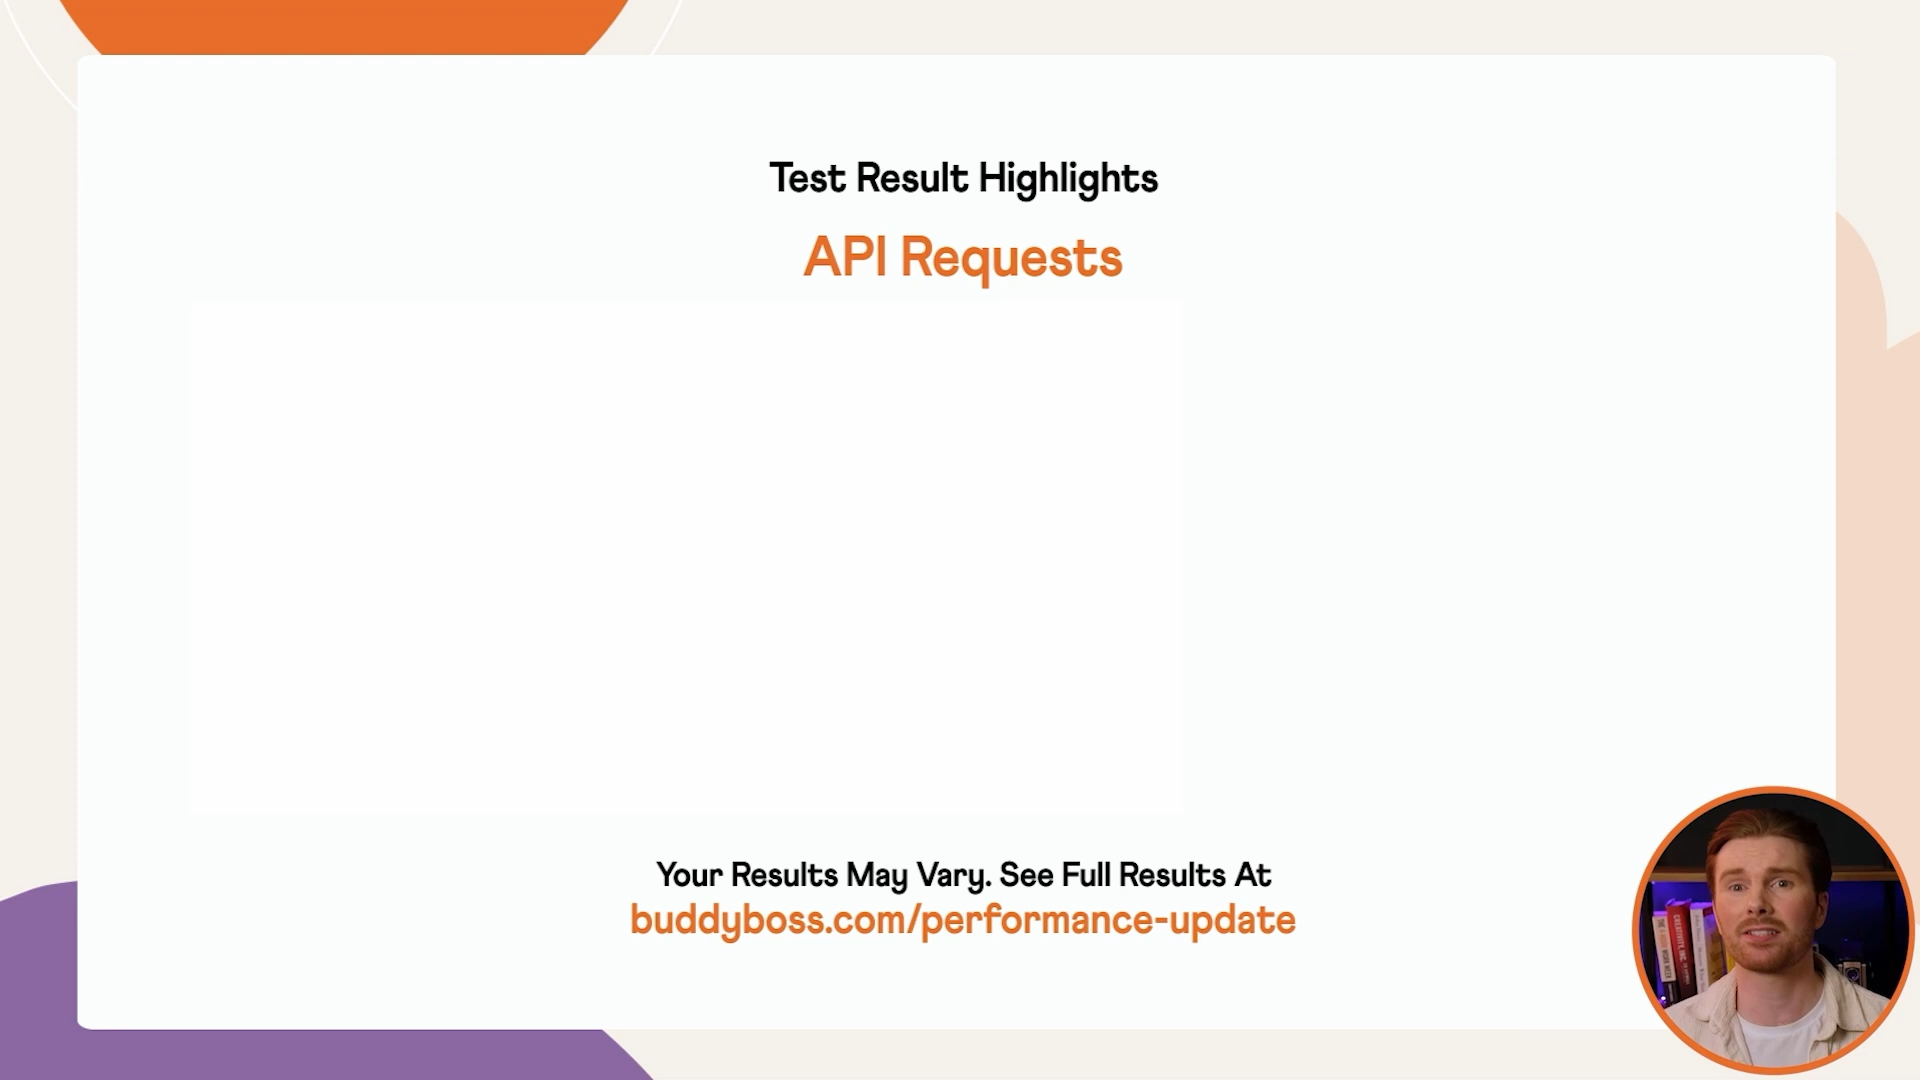 Test Result Highlights
API Requests
Your Results May Vary. See Full Results At
buddyboss.com/performance-update